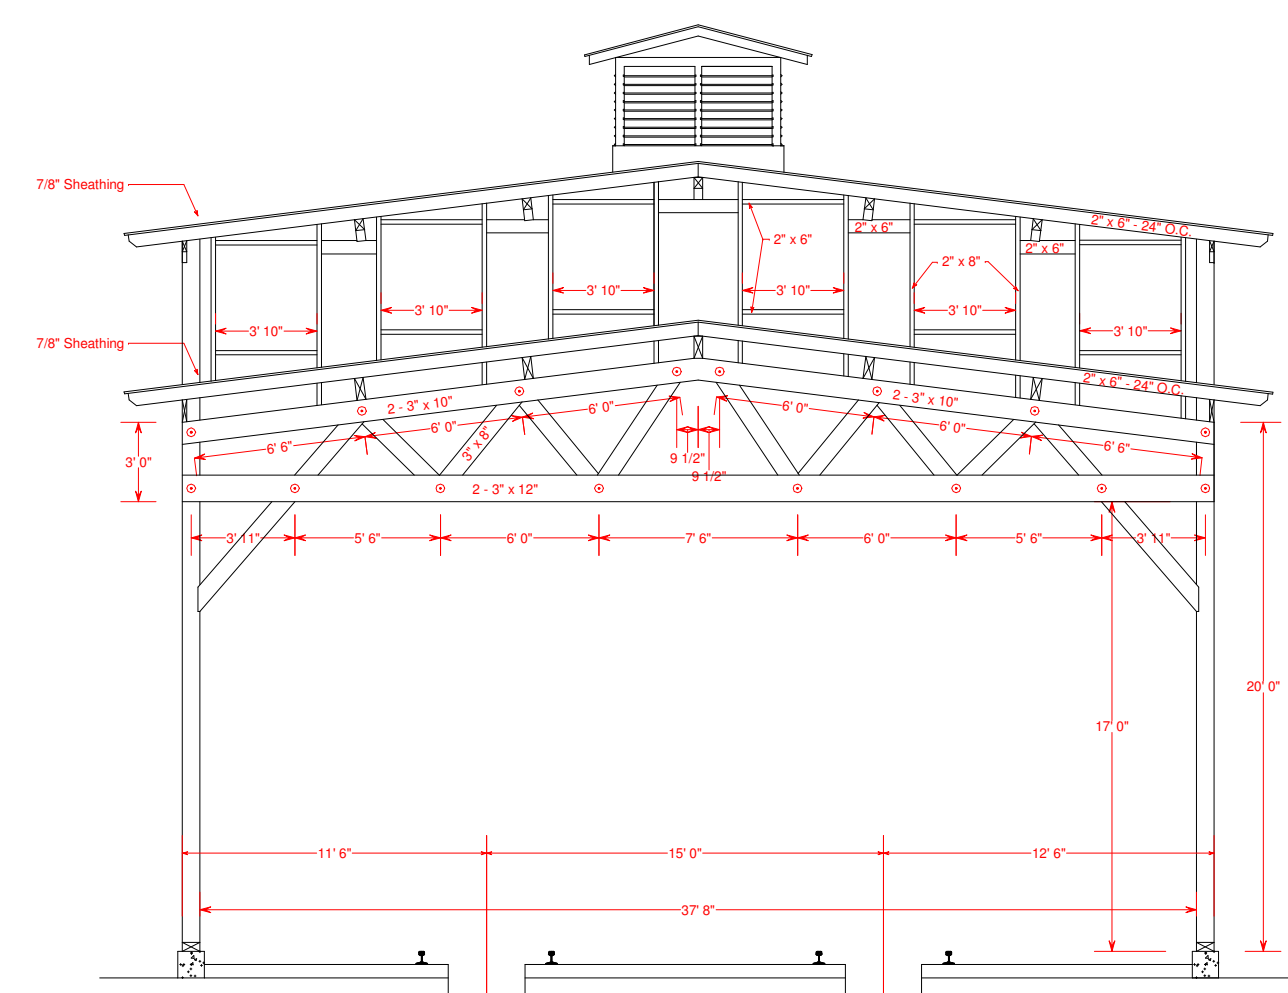 7/8" Sheathing
2" x 6" - 24" O.C.
2" x 6"
2" x 6"
2" x 6"
2" x 8"
3' 10"
3' 10"
3' 10"
3' 10"
3' 10"
3' 10"
7/8" Sheathing
2" x 6" - 24" O.C.
2 - 3" x 10"
2 - 3" x 10"
6' 6"
6' 0"
6' 0"
6' 0"
6' 0"
6' 6"
3" x 8"
9 1/2"
9 1/2"
3' 0"
2 - 3" x 12"
3' 11"
5' 6"
6' 0"
7' 6"
6' 0"
5' 6"
3' 11"
20' 0"
17' 0"
11' 6"
15' 0"
12' 6"
37' 8"